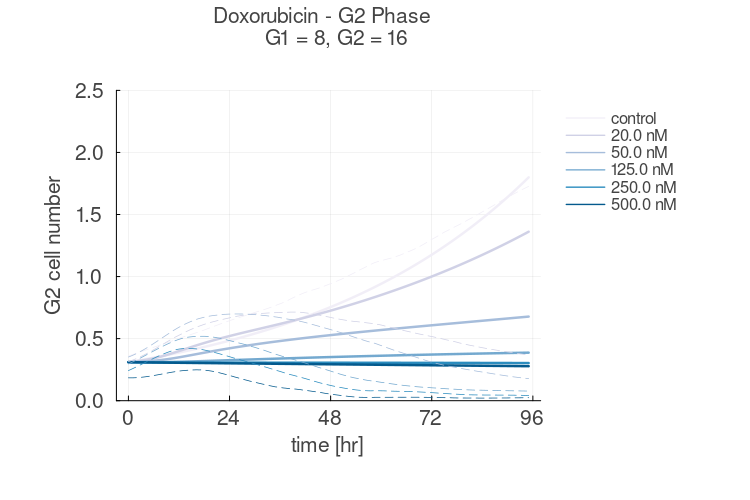 Doxorubicin - G2 Phase
G1 = 8, G2 = 16
2.5
2.0
1.5
1.0
0.5
0.0
G2 cell number
0 24 48 72 96
time [hr]
control
20.0 nM
50.0 nM
125.0 nM
250.0 nM
500.0 nM